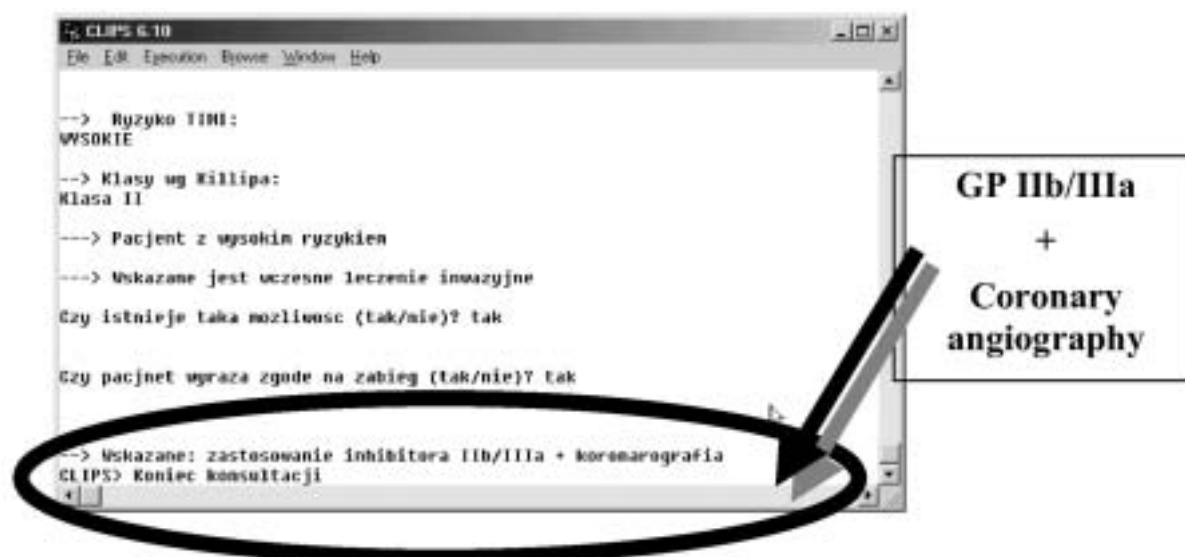 CLIPS 6.10
File Edit Execution Browse Window Help
--> Ryzyko TIMI:
WYSOKIE
--> Klasy wg Killipa:
Klasa II
---> Pacjent z wysokim ryzykiem
---> Wskazane jest wczesne leczenie inwazyjne
Czy istnieje taka mozliwosc (tak/nie)? tak
Czy pacjnet wyraza zgode na zabieg (tak/nie)? tak
--> Wskazane: zastosowanie inhibitora IIb/IIIa + koronarografia
CLIPS> Koniec konsultacji
GP IIb/IIIa
+
Coronary
angiography